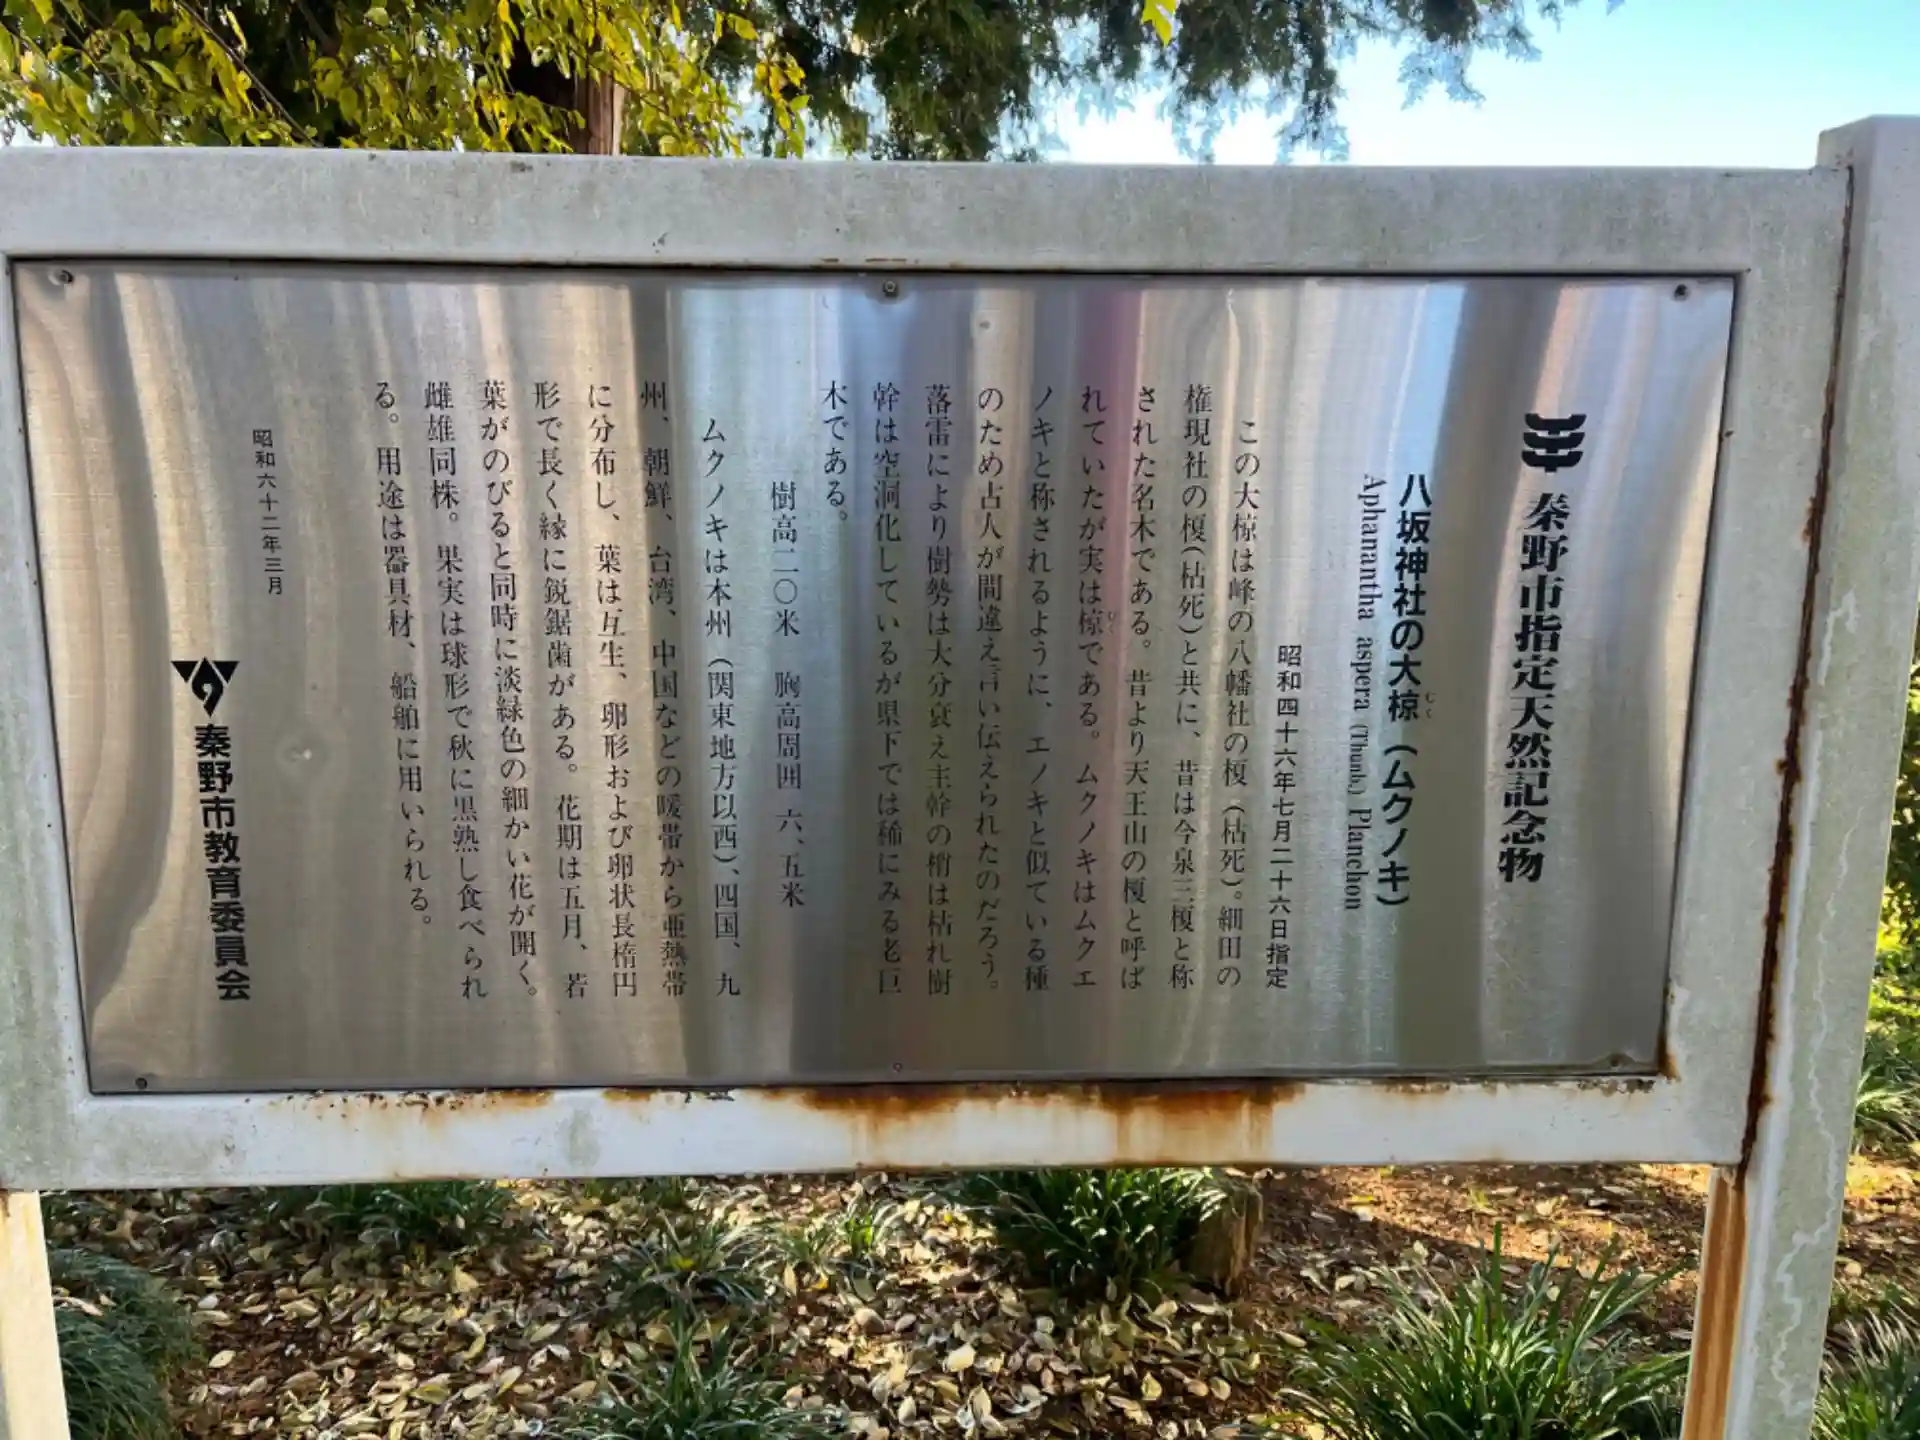 秦野市指定天然記念物
八坂神社の大椋（ムクノキ）
むく
Aphanantha aspera (Thunb.) Planchon
昭和四十六年七月二十六日指定
この大椋は峰の八幡社の榎（枯死）。細田の
権現社の榎（枯死）と共に、昔は今泉三榎と称
された名木である。昔より天王山の榎と呼ば
れていたが実は椋である。ムクノキはムクエ
むく
ノキと称されるように、エノキと似ている種
のため古人が間違え言い伝えられたのだろう。
落雷により樹勢は大分衰え主幹の梢は枯れ樹
幹は空洞化しているが県下では稀にみる老巨
木である。
樹高二〇米 胸高周囲 六、五米
ムクノキは本州（関東地方以西）、四国、九
州、朝鮮、台湾、中国などの暖帯から亜熱帯
に分布し、葉は互生、卵形および卵状長楕円
形で長く縁に鋭鋸歯がある。花期は五月、若
葉がのびると同時に淡緑色の細かい花が開く。
雌雄同株。果実は球形で秋に黒熟し食べられ
る。用途は器具材、船舶に用いられる。
昭和六十二年三月
秦野市教育委員会